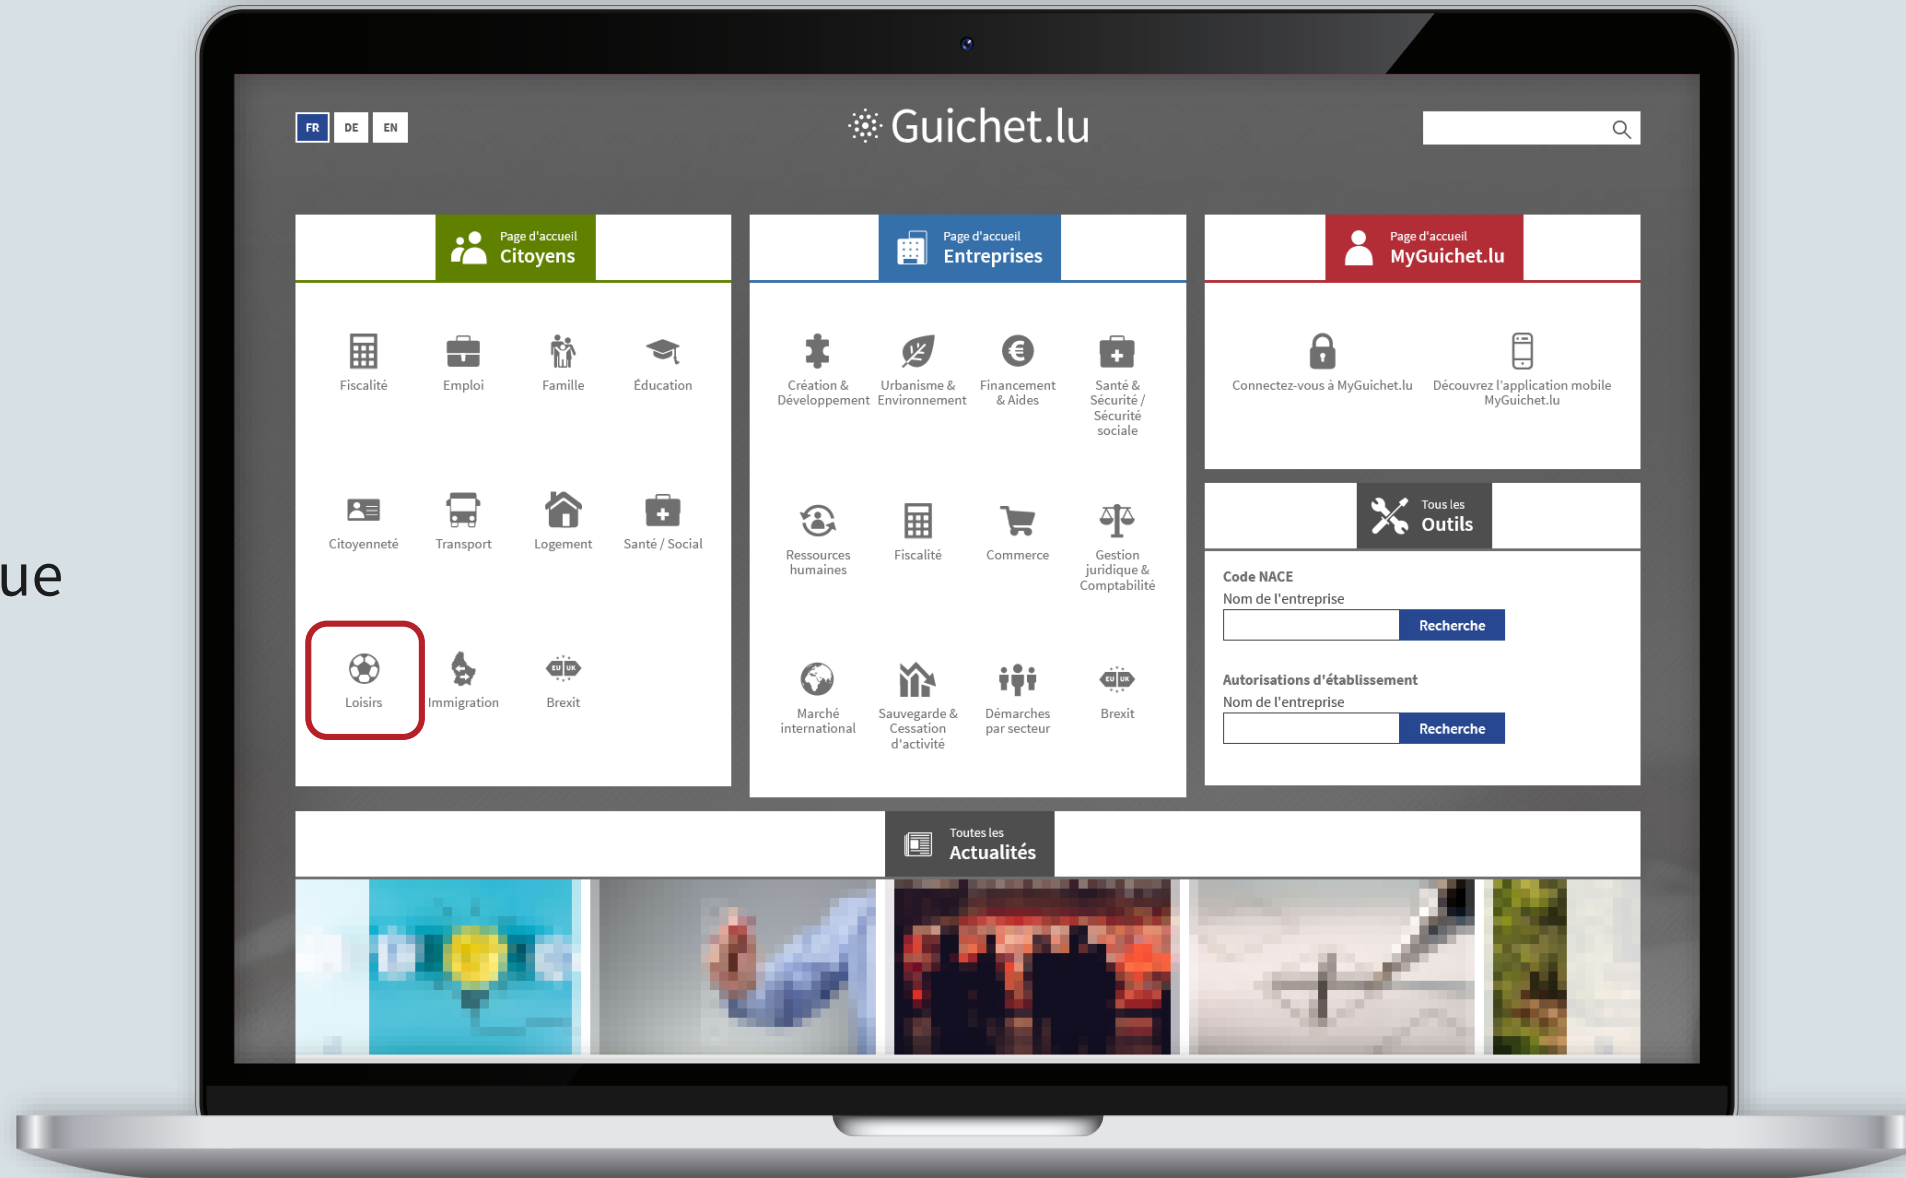 FR DE EN
Guichet.lu
Page d'accueil
Citoyens
Fiscalité
Emploi
Famille
Éducation
Citoyenneté
Transport
Logement
Santé / Social
Loisirs
Immigration
EU UK
Brexit
Page d'accueil
Entreprises
Création &
Développement
Urbanisme &
Environnement
Financement
& Aides
Santé &
Sécurité /
Sécurité
sociale
Ressources
humaines
Fiscalité
Commerce
Gestion
juridique &
Comptabilité
Marché
international
Sauvegarde &
Cessation
d'activité
Démarches
par secteur
EU UK
Brexit
Page d'accueil
MyGuichet.lu
Connectez-vous à MyGuichet.lu
Découvrez l'application mobile
MyGuichet.lu
Tous les
Outils
Code NACE
Nom de l'entreprise
Recherche
Autorisations d'établissement
Nom de l'entreprise
Recherche
ue
Toutes les
Actualités